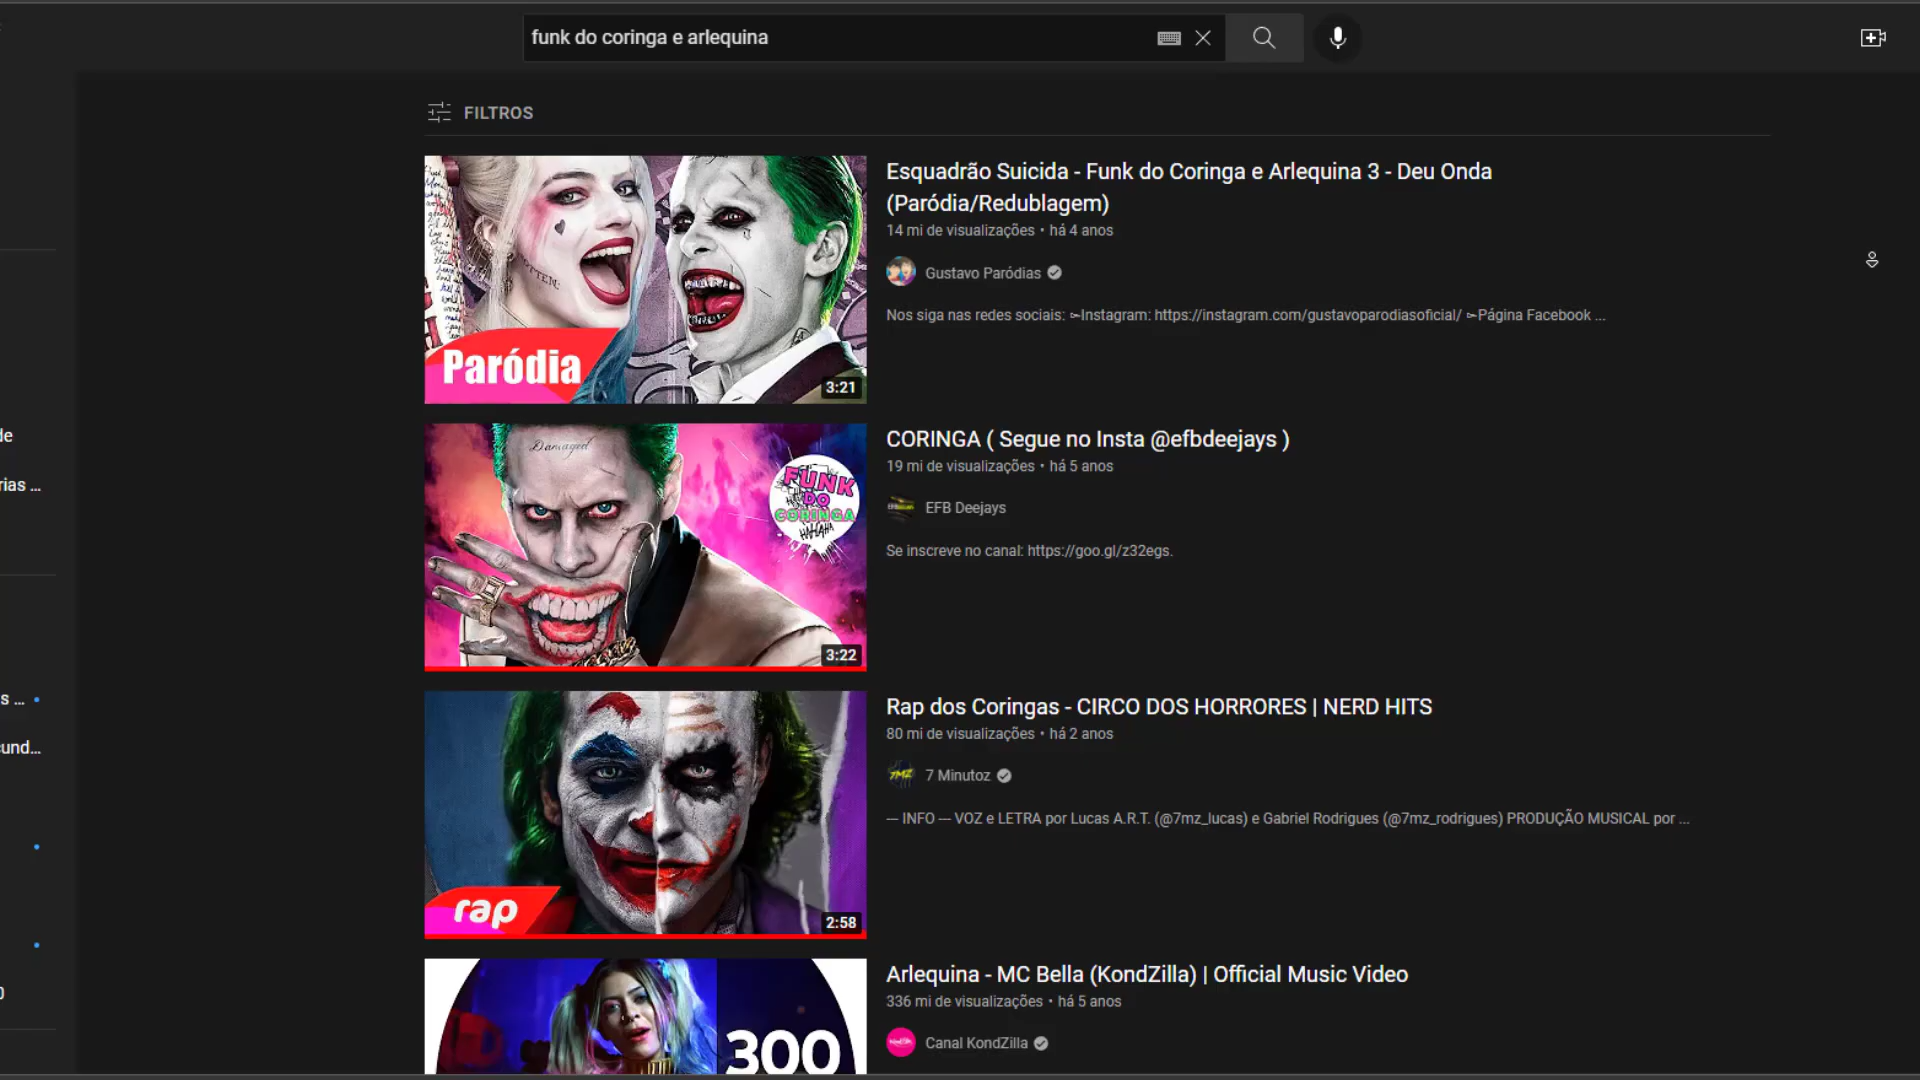 funk do coringa e arlequina
FILTROS
Esquadrão Suicida - Funk do Coringa e Arlequina 3 - Deu Onda
(Paródia/Redublagem)
14 mi de visualizações • há 4 anos
Gustavo Paródias
Nos siga nas redes sociais: ➛Instagram: https://instagram.com/gustavoparodiasoficial/ ➛Página Facebook ...
ROTTEN
Paródia
3:21
CORINGA ( Segue no Insta @efbdeejays )
19 mi de visualizações • há 5 anos
EFB Deejays
Se inscreve no canal: https://goo.gl/z32egs.
Damaged
FUNK
DO
CORINGA
HAHAHA
3:22
de
rias ...
s ...
und...
Rap dos Coringas - CIRCO DOS HORRORES | NERD HITS
80 mi de visualizações • há 2 anos
7MZ
7 Minutoz
--- INFO --- VOZ e LETRA por Lucas A.R.T. (@7mz_lucas) e Gabriel Rodrigues (@7mz_rodrigues) PRODUÇÃO MUSICAL por ...
rap
2:58
Arlequina - MC Bella (KondZilla) | Official Music Video
336 mi de visualizações • há 5 anos
Canal KondZilla
300